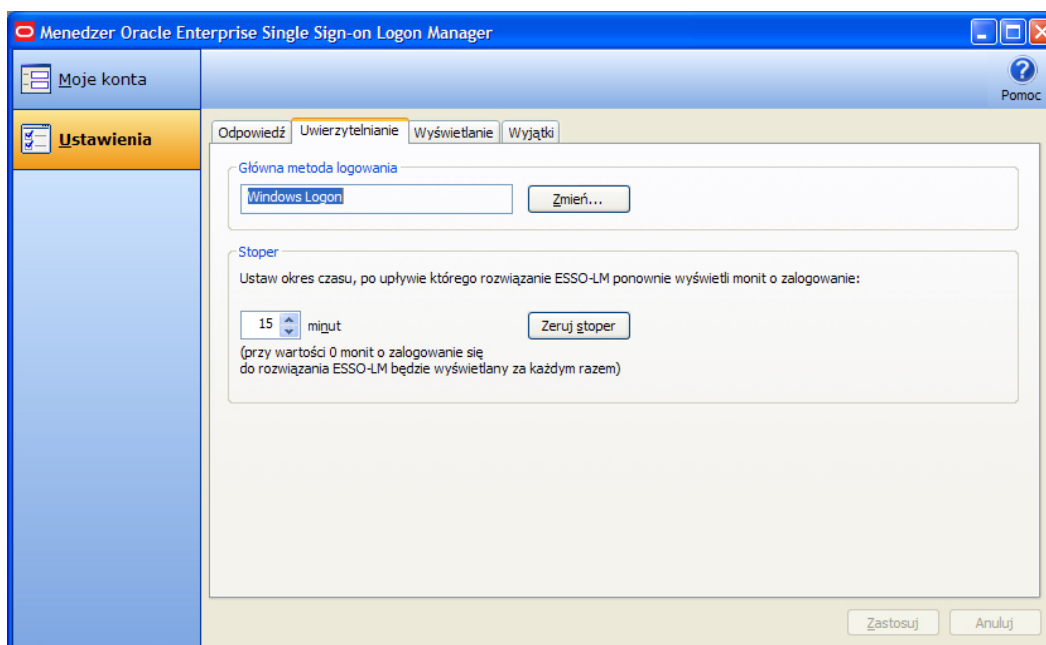 Menedzer Oracle Enterprise Single Sign-on Logon Manager
Moje konta
Pomoc
Ustawienia
Odpowiedź Uwierzytelnianie Wyświetlanie Wyjątki
Główna metoda logowania
Windows Logon Zmień...
Stoper
Ustaw okres czasu, po upływie którego rozwiązanie ESSO-LM ponownie wyświetli monit o zalogowanie:
15 minut Zeruj stoper
(przy wartości 0 monit o zalogowanie się
do rozwiązania ESSO-LM będzie wyświetlany za każdym razem)
Zastosuj Anuluj